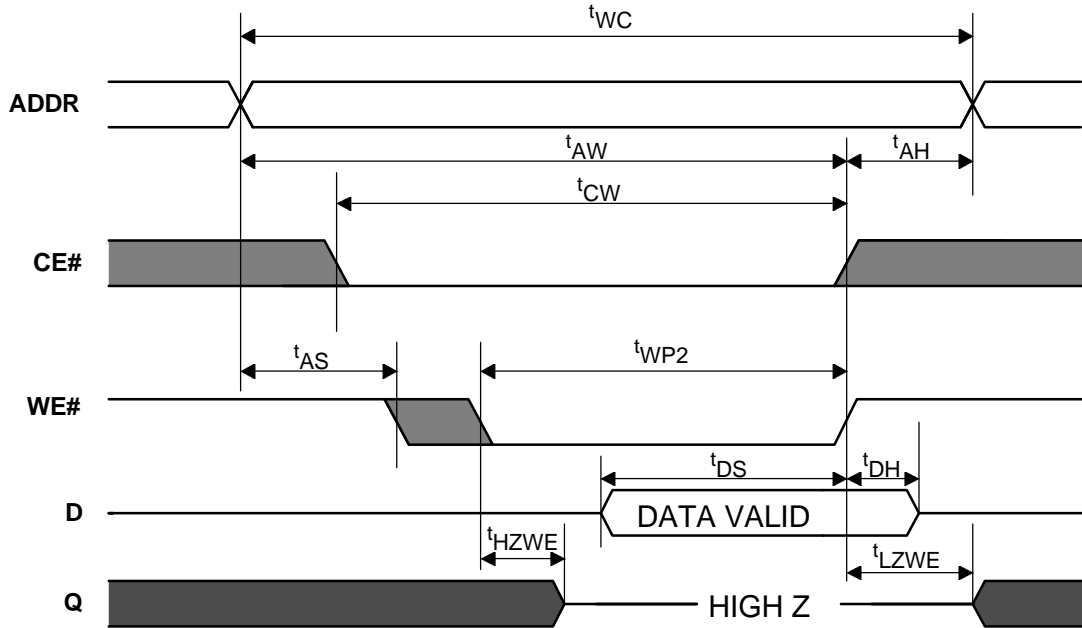 tWC
ADDR
tAW
tAH
tCW
CE#
tAS
tWP2
WE#
tDS
tDH
D
DATA VALID
tHZWE
tLZWE
Q
HIGH Z